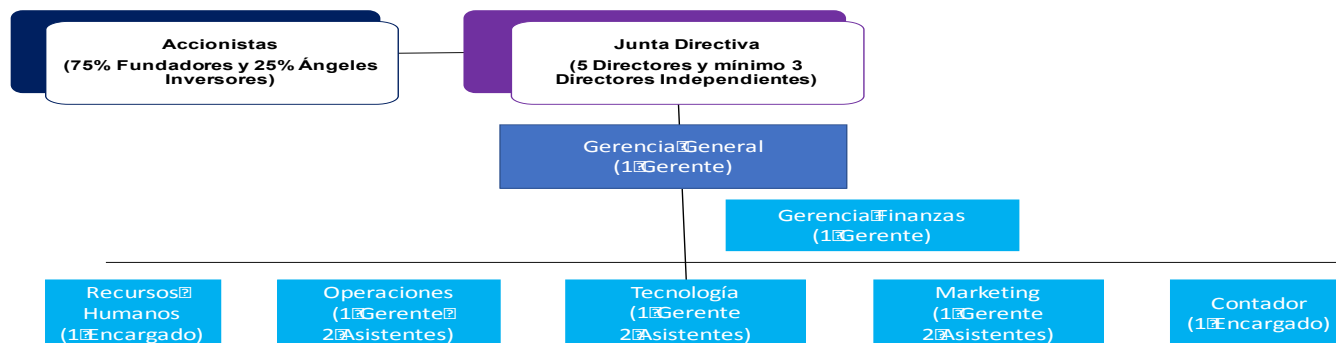 Accionistas
(75% Fundadores y 25% Ángeles
Inversores)
Junta Directiva
(5 Directores y mínimo 3
Directores Independientes)
Gerencia General
(1 Gerente)
Gerencia Finanzas
(1 Gerente)
Recursos
Humanos
(1 Encargado)
Operaciones
(1 Gerente
2 Asistentes)
Tecnología
(1 Gerente
2 Asistentes)
Marketing
(1 Gerente
2 Asistentes)
Contador
(1 Encargado)